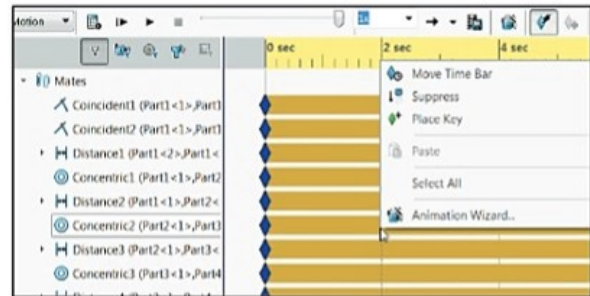 Motion
1x
0 sec 2 sec 4 sec
Mates
Coincident1 (Part1<1>,Part1
Coincident2 (Part1<1>,Part1
Distance1 (Part1<2>,Part1<
Concentric1 (Part1<1>,Part2
Distance2 (Part1<1>,Part2<
Concentric2 (Part2<1>,Part3
Distance3 (Part2<1>,Part3<
Concentric3 (Part3<1>,Part4
Move Time Bar
Suppress
Place Key
Paste
Select All
Animation Wizard...